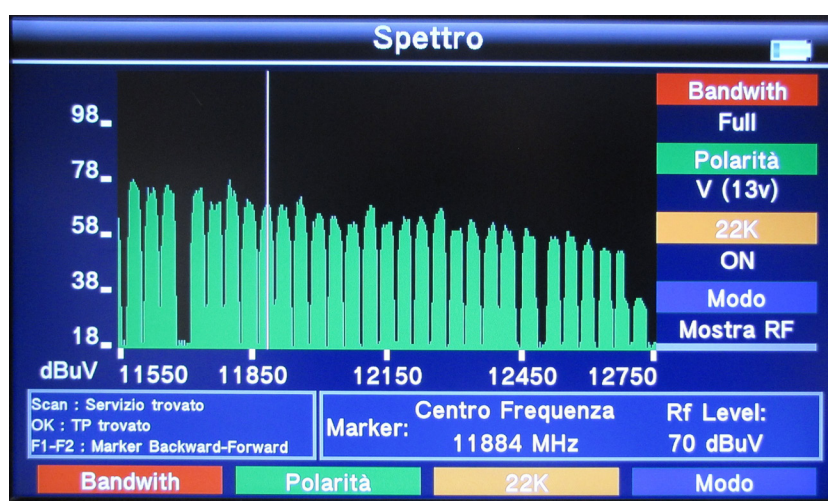 Spettro
98
78
58
38
18
dBuV
11550 11850 12150 12450 12750
Bandwith
Full
Polarità
V (13v)
22K
ON
Modo
Mostra RF
Scan : Servizio trovato
OK : TP trovato
F1-F2 : Marker Backward-Forward
Marker:
Centro Frequenza
11884 MHz
Rf Level:
70 dBuV
Bandwith Polarità 22K Modo